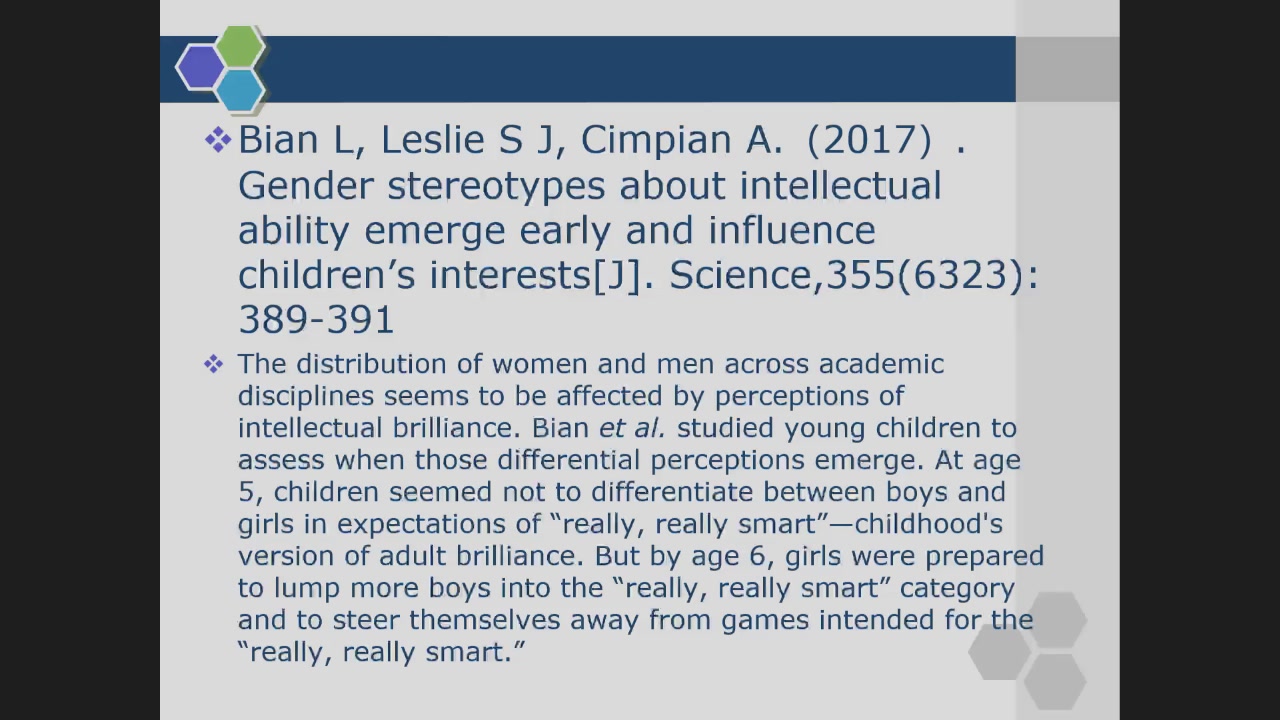 Bian L, Leslie S J, Cimpian A. (2017) .
Gender stereotypes about intellectual
ability emerge early and influence
children’s interests[J]. Science,355(6323):
389-391
The distribution of women and men across academic
disciplines seems to be affected by perceptions of
intellectual brilliance. Bian et al. studied young children to
assess when those differential perceptions emerge. At age
5, children seemed not to differentiate between boys and
girls in expectations of “really, really smart”—childhood's
version of adult brilliance. But by age 6, girls were prepared
to lump more boys into the “really, really smart” category
and to steer themselves away from games intended for the
“really, really smart.”